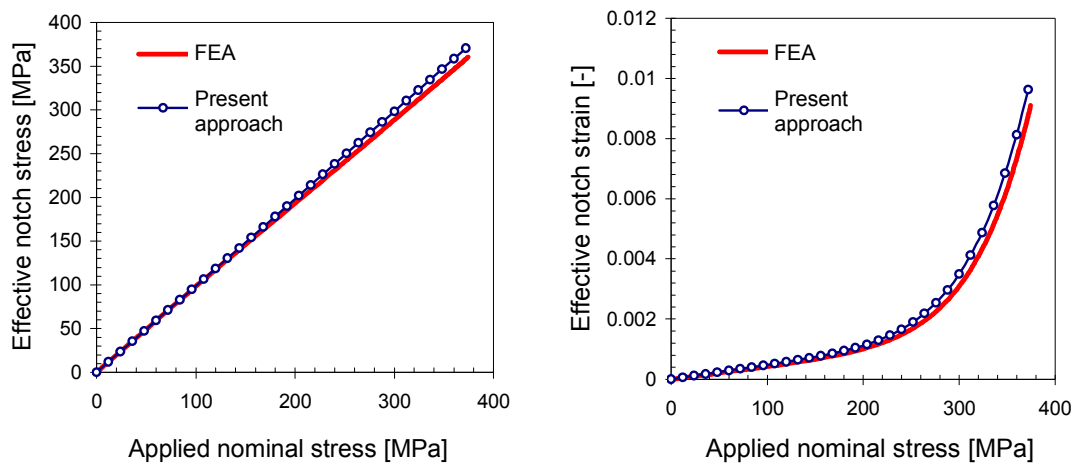 Effective notch stress [MPa]
400
350
300
250
200
150
100
50
0
FEA
Present
approach
0
100
200
300
400
Applied nominal stress [MPa]
Effective notch strain [-]
0.012
0.01
0.008
0.006
0.004
0.002
0
FEA
Present
approach
0
100
200
300
400
Applied nominal stress [MPa]